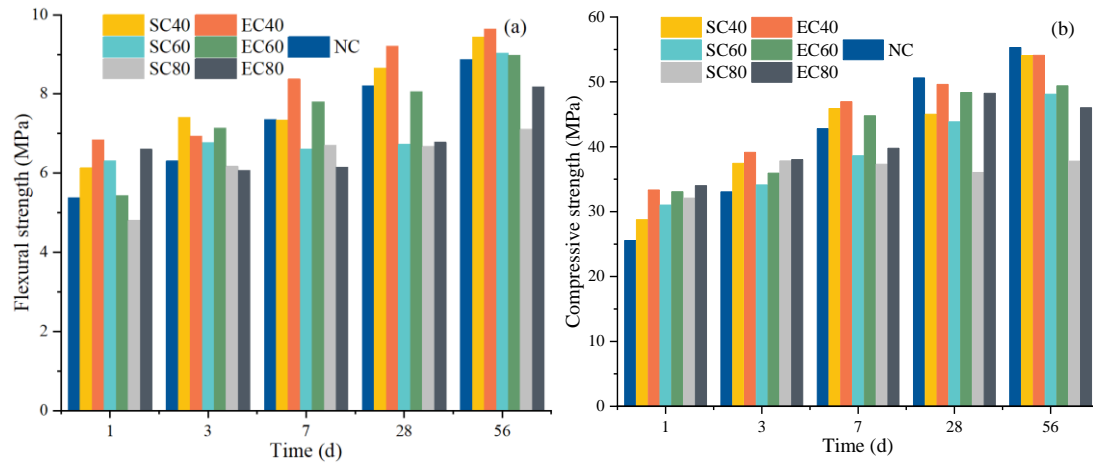 (a)
SC40 EC40
SC60 EC60 NC
SC80 EC80
Flexural strength (MPa)
10
8
6
4
2
0
1 3 7 28 56
Time (d)
(b)
SC40 EC40
SC60 EC60 NC
SC80 EC80
Compressive strength (MPa)
60
50
40
30
20
10
0
1 3 7 28 56
Time (d)